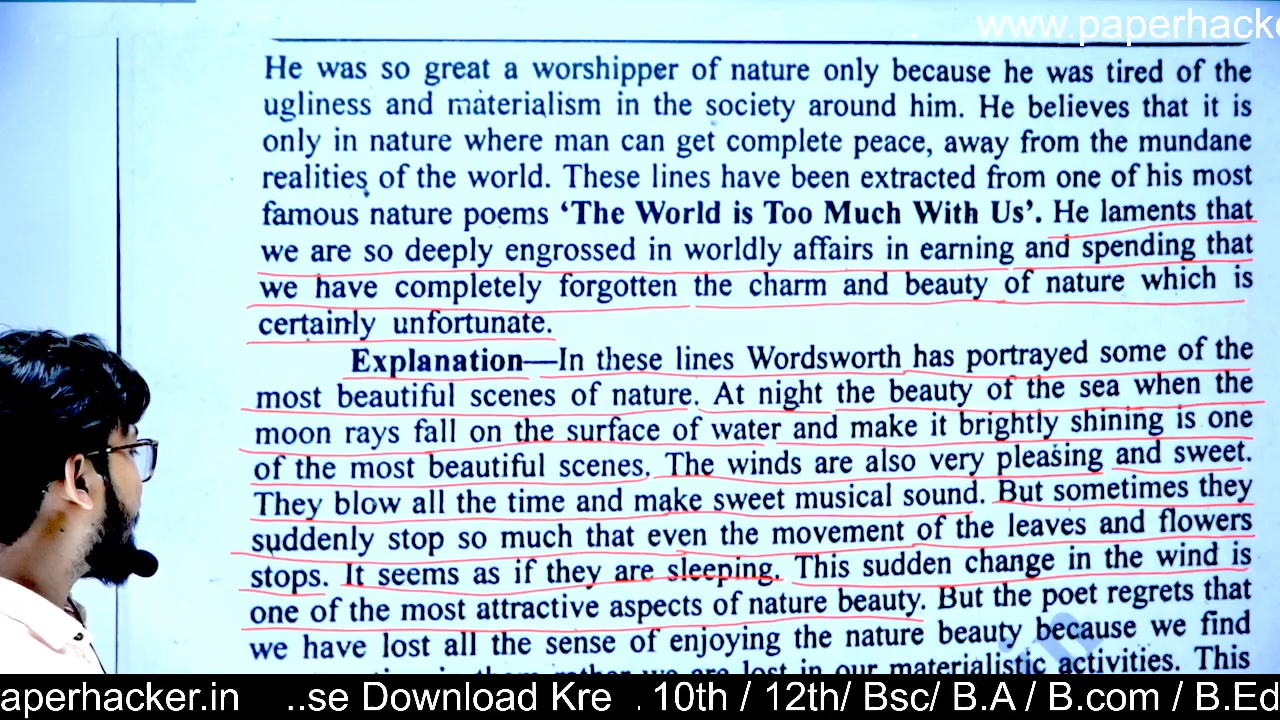 www.paperhacke
He was so great a worshipper of nature only because he was tired of the
ugliness and materialism in the society around him. He believes that it is
only in nature where man can get complete peace, away from the mundane
realities of the world. These lines have been extracted from one of his most
famous nature poems ‘The World is Too Much With Us’. He laments that
we are so deeply engrossed in worldly affairs in earning and spending that
we have completely forgotten the charm and beauty of nature which is
certainly unfortunate.
Explanation—In these lines Wordsworth has portrayed some of the
most beautiful scenes of nature. At night the beauty of the sea when the
moon rays fall on the surface of water and make it brightly shining is one
of the most beautiful scenes. The winds are also very pleasing and sweet.
They blow all the time and make sweet musical sound. But sometimes they
suddenly stop so much that even the movement of the leaves and flowers
stops. It seems as if they are sleeping. This sudden change in the wind is
one of the most attractive aspects of nature beauty. But the poet regrets that
we have lost all the sense of enjoying the nature beauty because we find
in them rather we are lost in our materialistic activities. This
aperhacker.in ..se Download Kre . 10th / 12th/ Bsc/ B.A / B.com / B.Ed